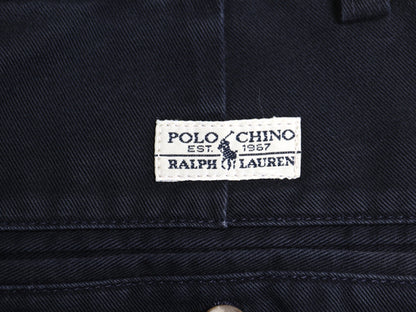 POLO CHINO
EST. 1967
RALPH LAUREN